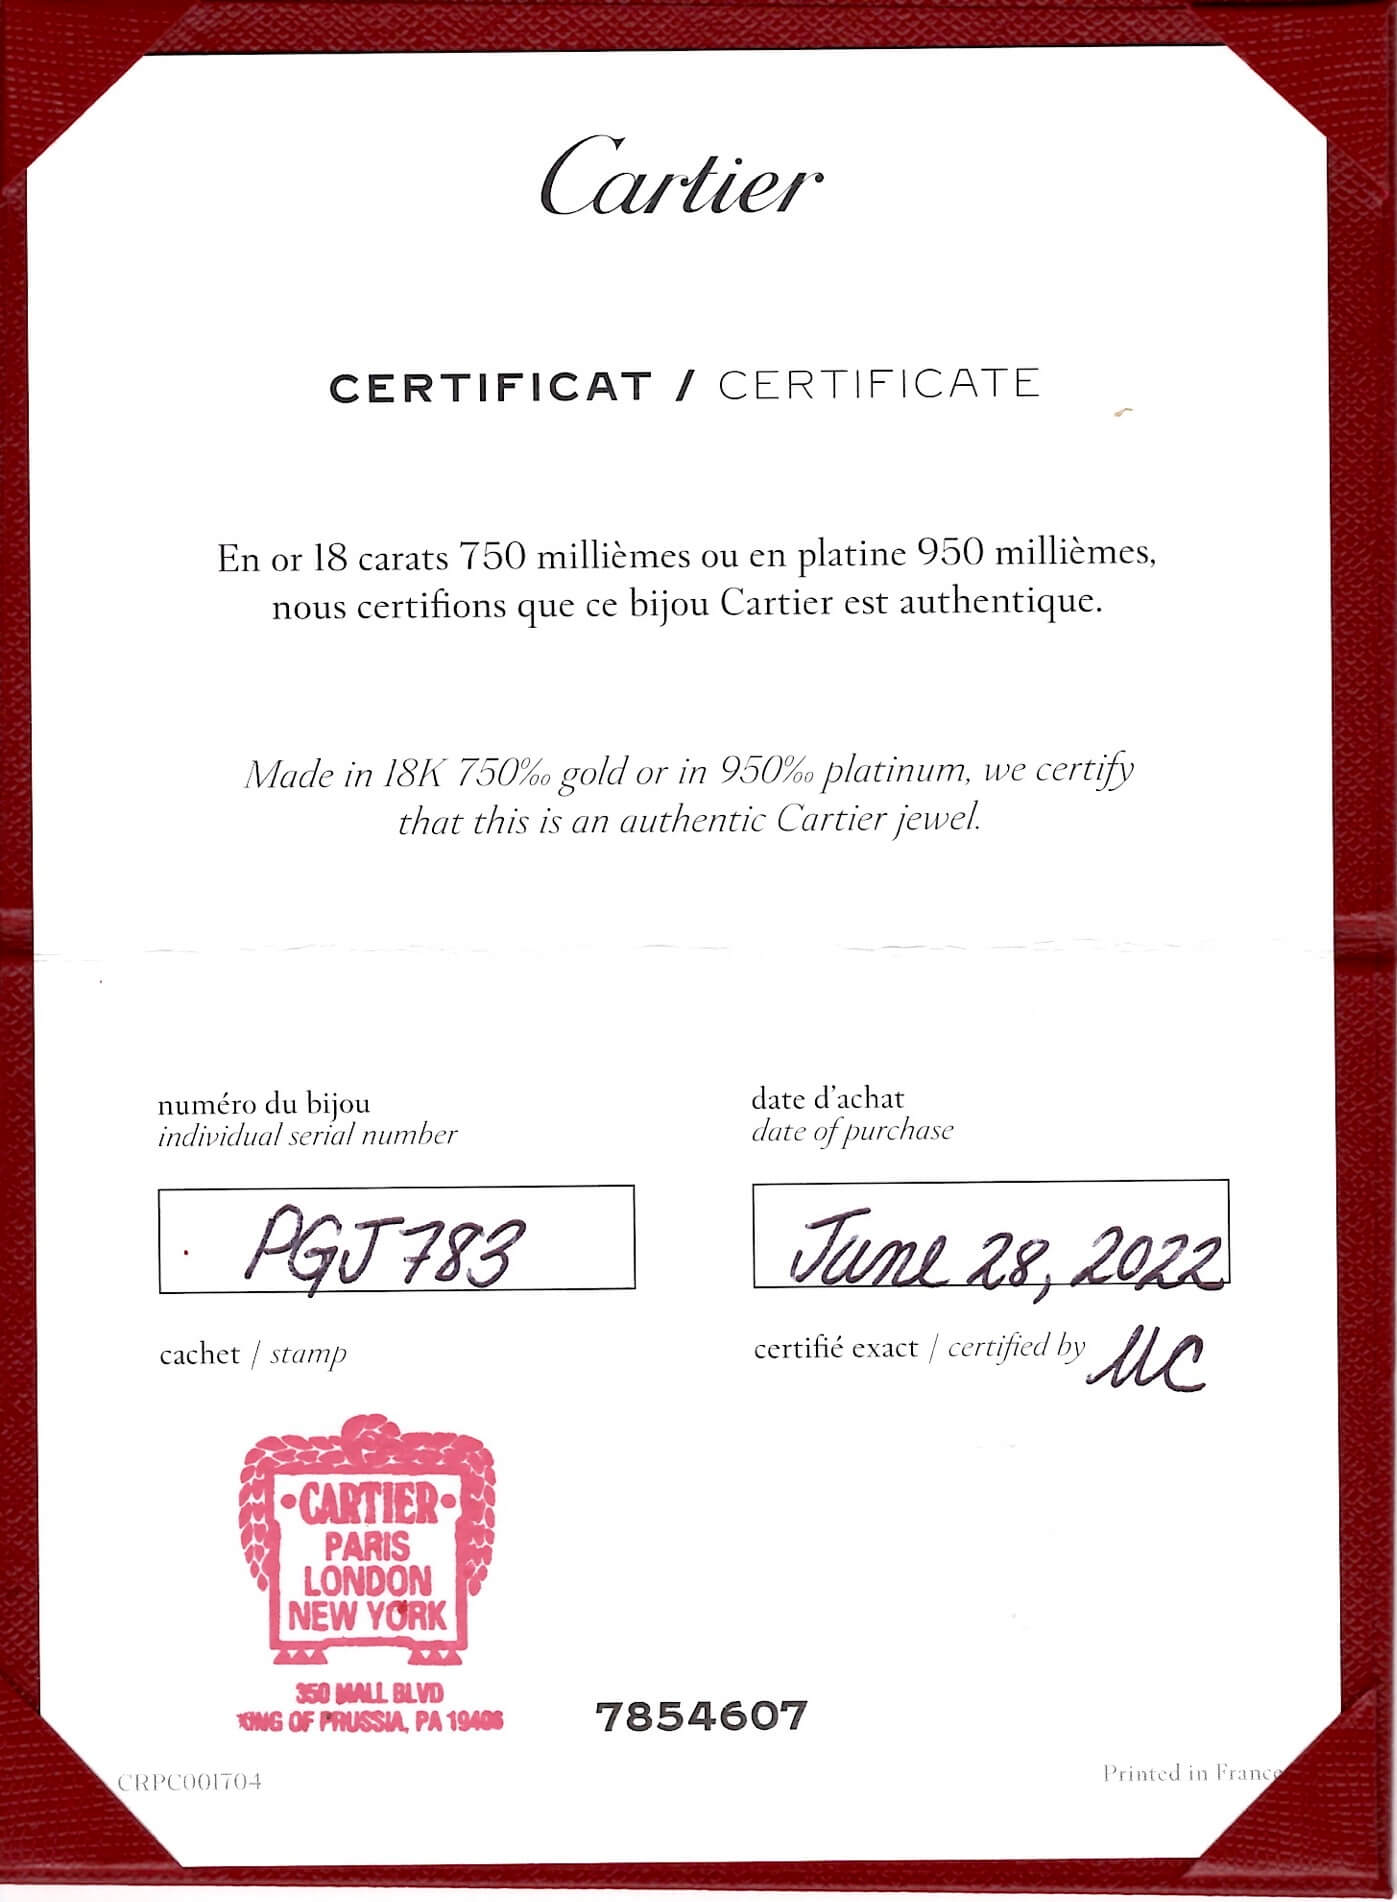 Cartier
CERTIFICAT / CERTIFICATE
En or 18 carats 750 millièmes ou en platine 950 millièmes,
nous certifions que ce bijou Cartier est authentique.
Made in 18K 750‰ gold or in 950‰ platinum, we certify
that this is an authentic Cartier jewel.
numéro du bijou
individual serial number
PGJ783
date d'achat
date of purchase
June 28, 2022
cachet / stamp
certifié exact / certified by MC
•CARTIER•
PARIS
LONDON
NEW YORK
350 MALL BLVD
KING OF PRUSSIA, PA 19406
7854607
CRPC001704
Printed in France